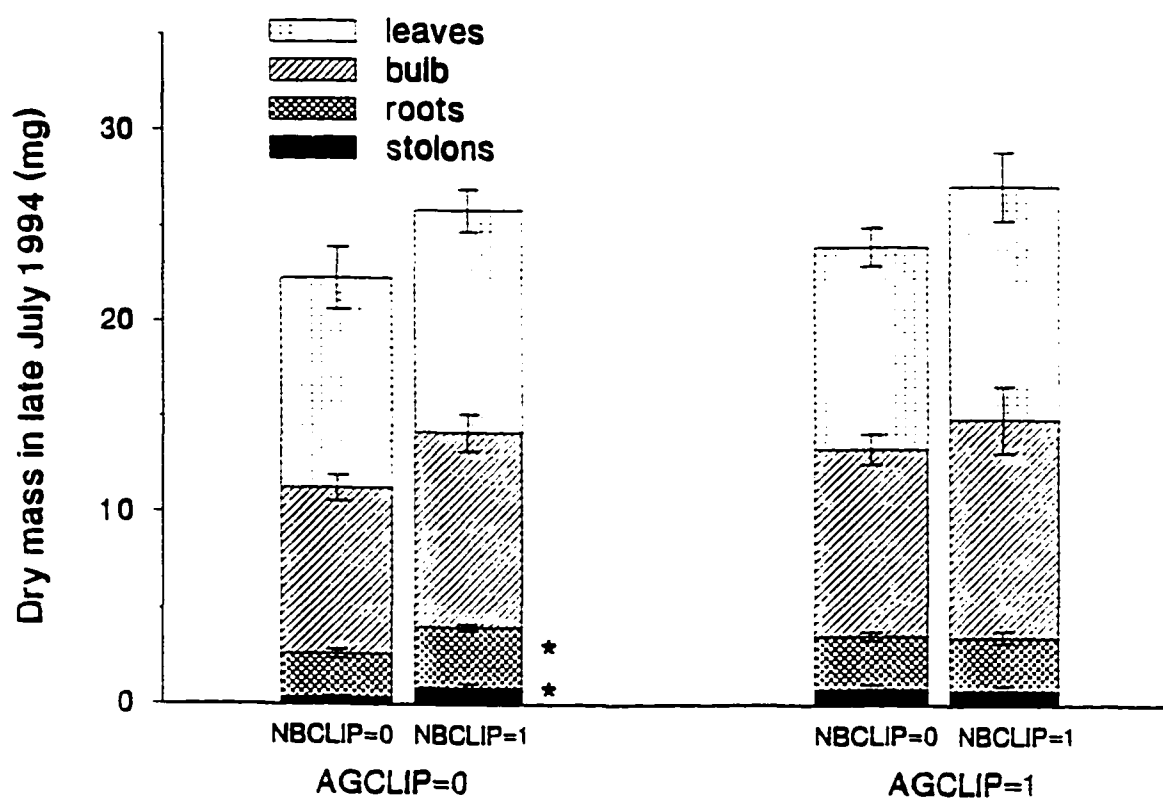 leaves
bulb
roots
stolons
Dry mass in late July 1994 (mg)
30
20
10
0
★
★
NBCLIP=0 NBCLIP=1 NBCLIP=0 NBCLIP=1
AGCLIP=0 AGCLIP=1